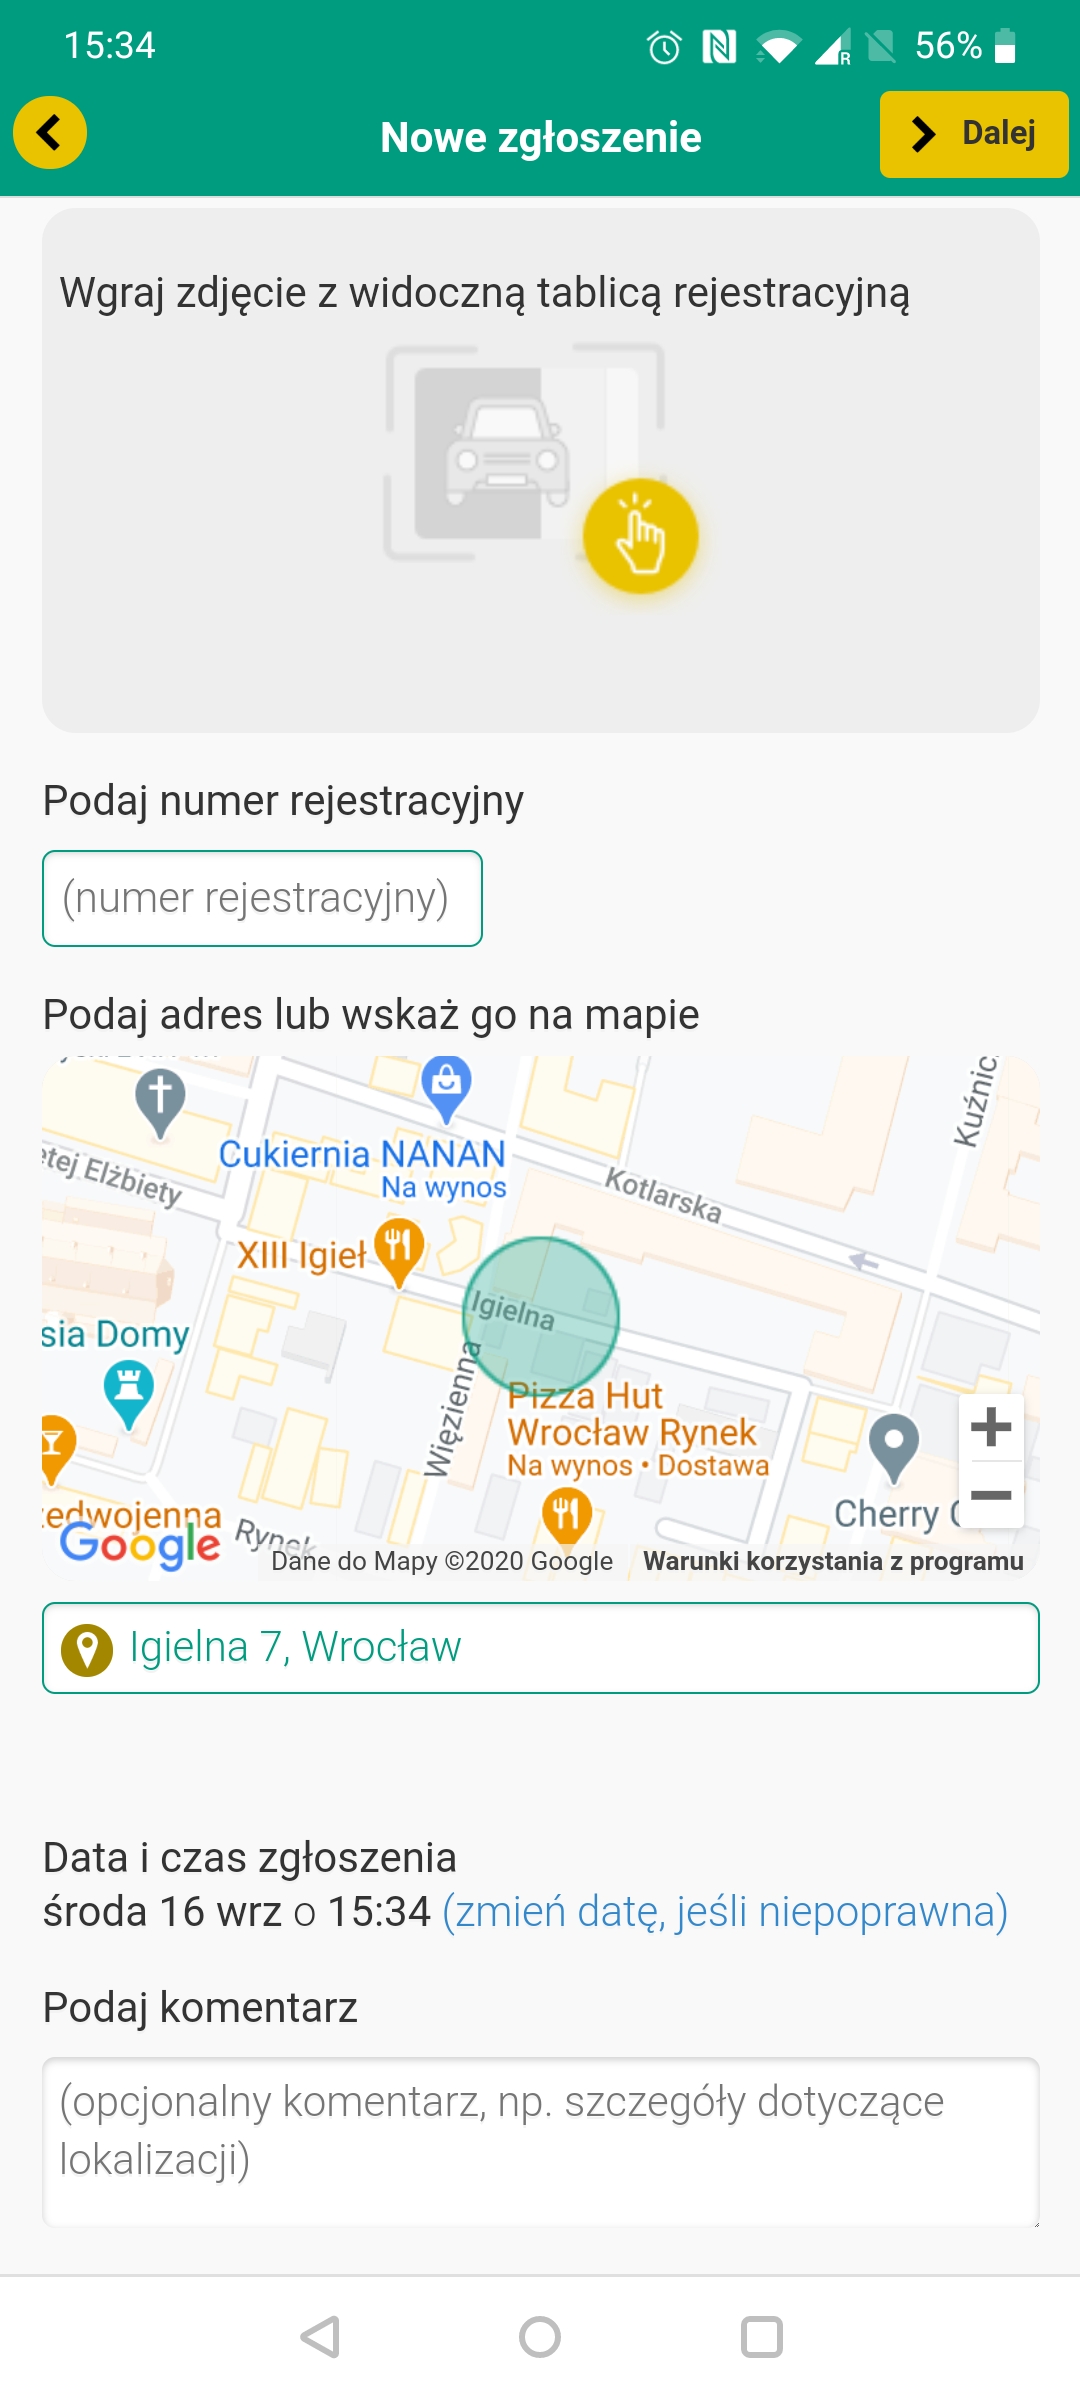 15:34
R
56%
Nowe zgłoszenie
Dalej
Wgraj zdjęcie z widoczną tablicą rejestracyjną
Podaj numer rejestracyjny
(numer rejestracyjny)
Podaj adres lub wskaż go na mapie
Kuźnic
Cukiernia NANAN
Na wynos
etej Elżbiety
Kotlarska
XIII Igieł
Igielna
sia Domy
Więzienna
Pizza Hut
Wrocław Rynek
Na wynos • Dostawa
Cherry
zedwojenna
Rynek
Google
Dane do Mapy ©2020 Google
Warunki korzystania z programu
Igielna 7, Wrocław
Data i czas zgłoszenia
środa 16 wrz o 15:34 (zmień datę, jeśli niepoprawna)
Podaj komentarz
(opcjonalny komentarz, np. szczegóły dotyczące
lokalizacji)